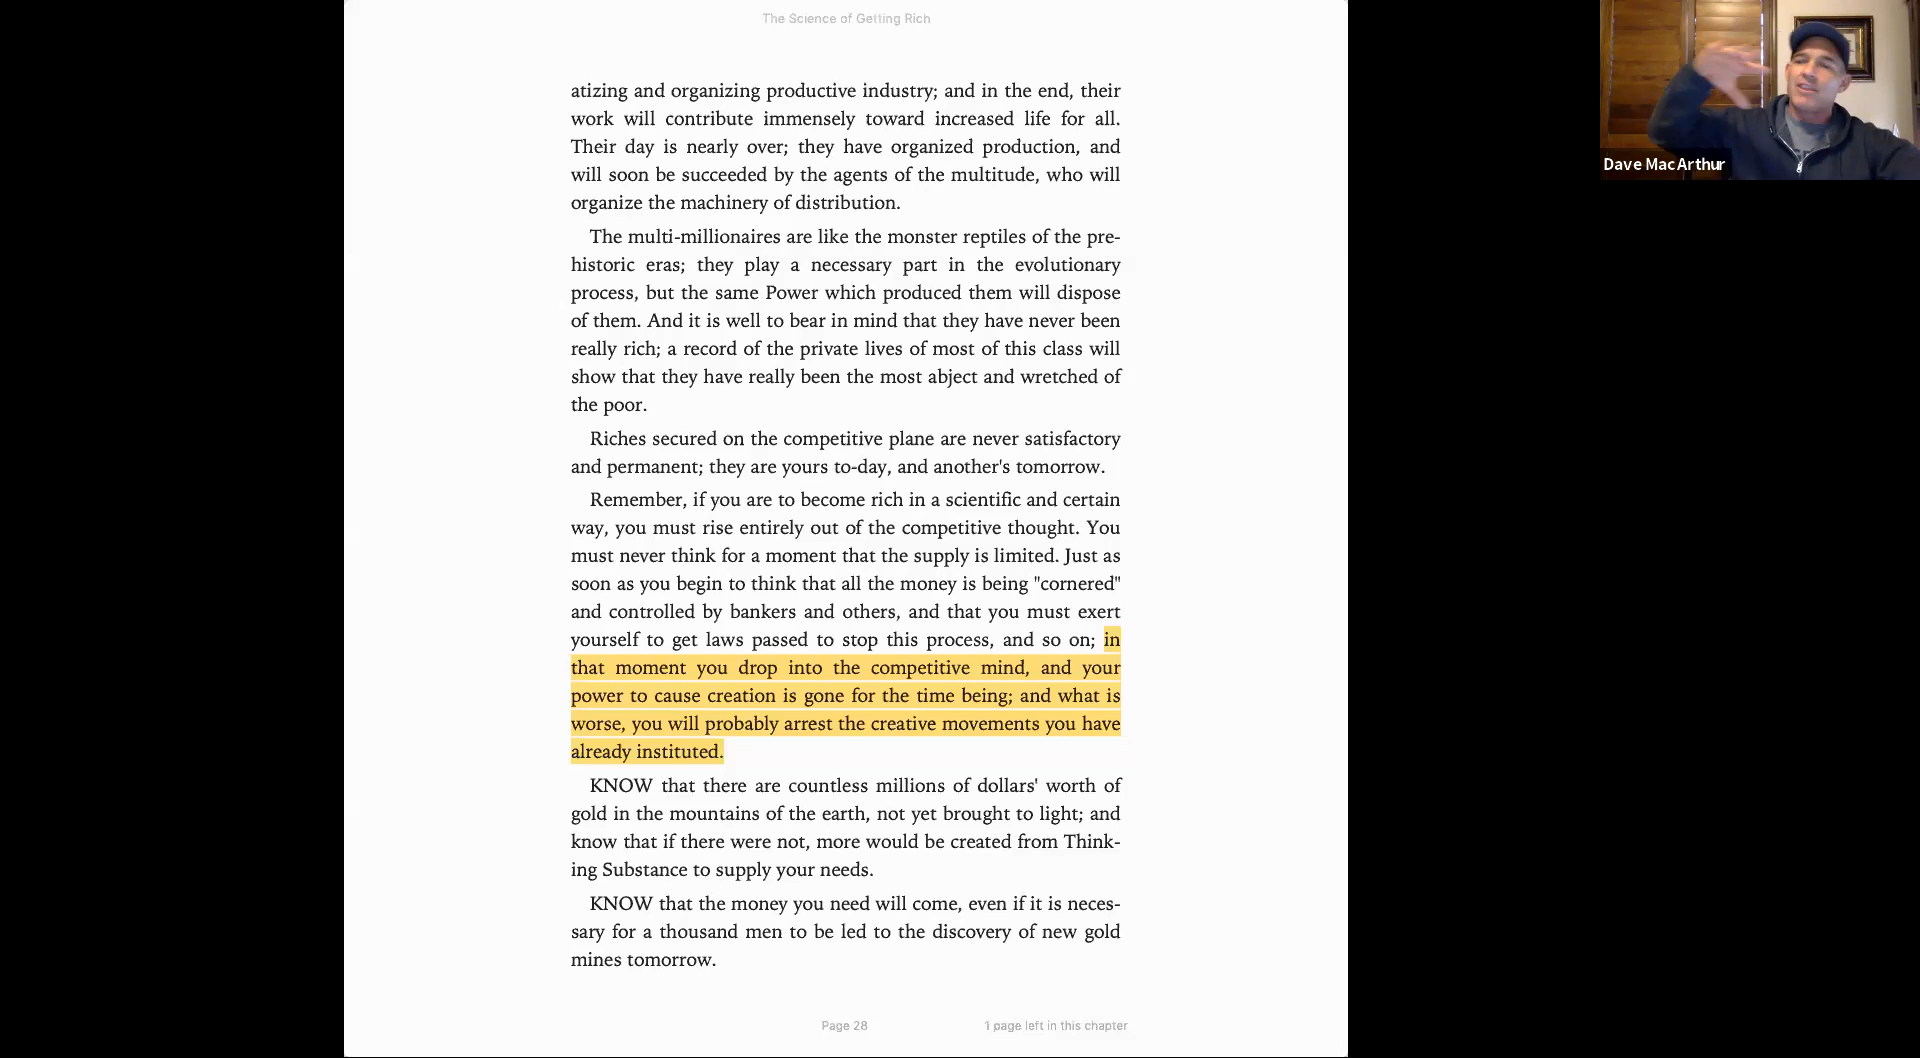 The Science of Getting Rich
atizing and organizing productive industry; and in the end, their
work will contribute immensely toward increased life for all.
Their day is nearly over; they have organized production, and
will soon be succeeded by the agents of the multitude, who will
organize the machinery of distribution.
The multi-millionaires are like the monster reptiles of the pre-
historic eras; they play a necessary part in the evolutionary
process, but the same Power which produced them will dispose
of them. And it is well to bear in mind that they have never been
really rich; a record of the private lives of most of this class will
show that they have really been the most abject and wretched of
the poor.
Riches secured on the competitive plane are never satisfactory
and permanent; they are yours to-day, and another's tomorrow.
Remember, if you are to become rich in a scientific and certain
way, you must rise entirely out of the competitive thought. You
must never think for a moment that the supply is limited. Just as
soon as you begin to think that all the money is being "cornered"
and controlled by bankers and others, and that you must exert
yourself to get laws passed to stop this process, and so on; in
that moment you drop into the competitive mind, and your
power to cause creation is gone for the time being; and what is
worse, you will probably arrest the creative movements you have
already instituted.
KNOW that there are countless millions of dollars' worth of
gold in the mountains of the earth, not yet brought to light; and
know that if there were not, more would be created from Think-
ing Substance to supply your needs.
KNOW that the money you need will come, even if it is neces-
sary for a thousand men to be led to the discovery of new gold
mines tomorrow.
Page 28
1 page left in this chapter
Dave MacArthur